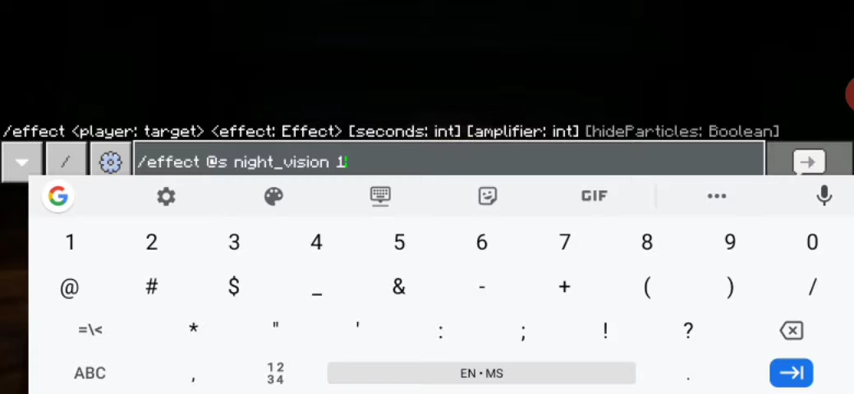 /effect <player: target> <effect: Effect> [seconds: int] [amplifier: int] [hideParticles: Boolean]
/ /effect @s night_vision 1
G GIF
1 2 3 4 5 6 7 8 9 0
@ # $ _ & - + ( ) /
=\< * " ' : ; ! ?
ABC , 12 34 EN • MS .